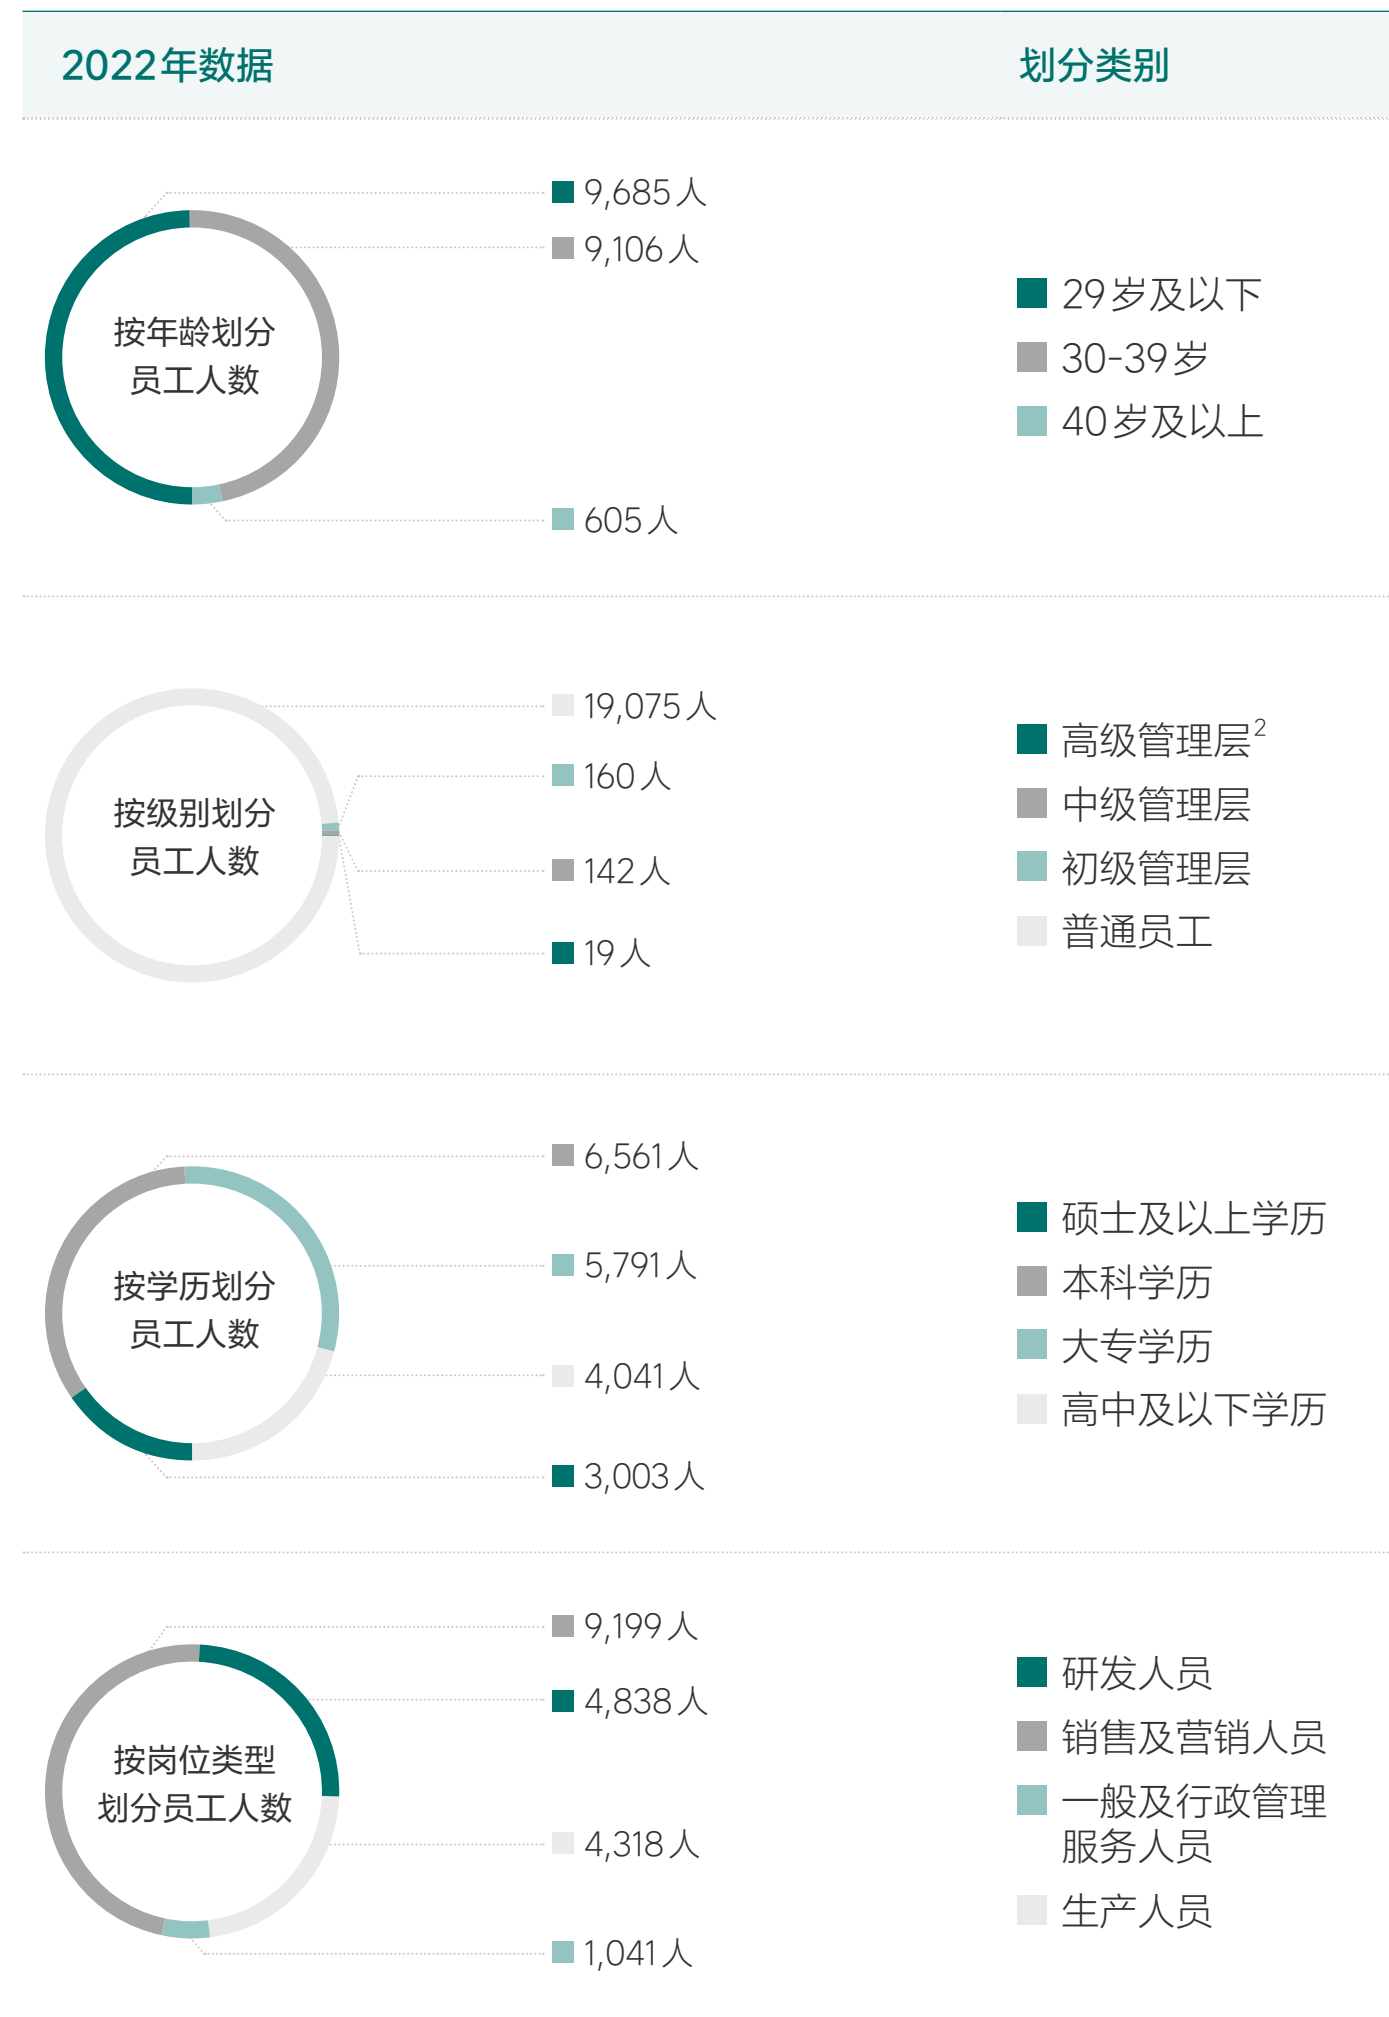 2022年数据
划分类别
按年龄划分
员工人数
9,685人
9,106人
605人
29岁及以下
30-39岁
40岁及以上
按级别划分
员工人数
19,075人
160人
142人
19人
高级管理层2
中级管理层
初级管理层
普通员工
按学历划分
员工人数
6,561人
5,791人
4,041人
3,003人
硕士及以上学历
本科学历
大专学历
高中及以下学历
按岗位类型
划分员工人数
9,199人
4,838人
4,318人
1,041人
研发人员
销售及营销人员
一般及行政管理
服务人员
生产人员